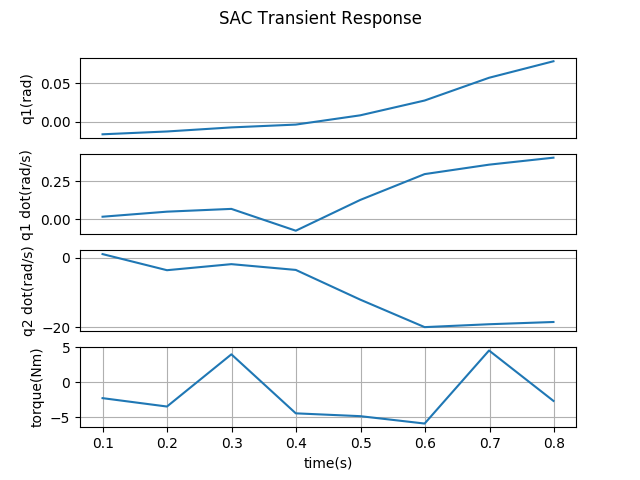 SAC Transient Response
0.05
0.00
q1(rad)
0.25
0.00
q1 dot(rad/s)
0
−20
q2 dot(rad/s)
5
0
−5
torque(Nm)
0.1 0.2 0.3 0.4 0.5 0.6 0.7 0.8
time(s)